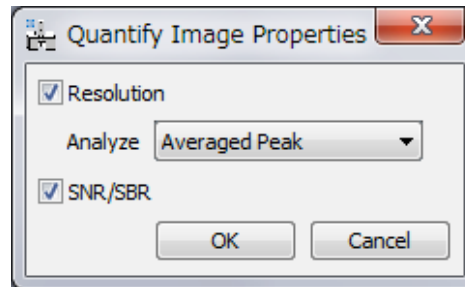 Quantify Image Properties
Resolution
Analyze Averaged Peak
SNR/SBR
OK Cancel